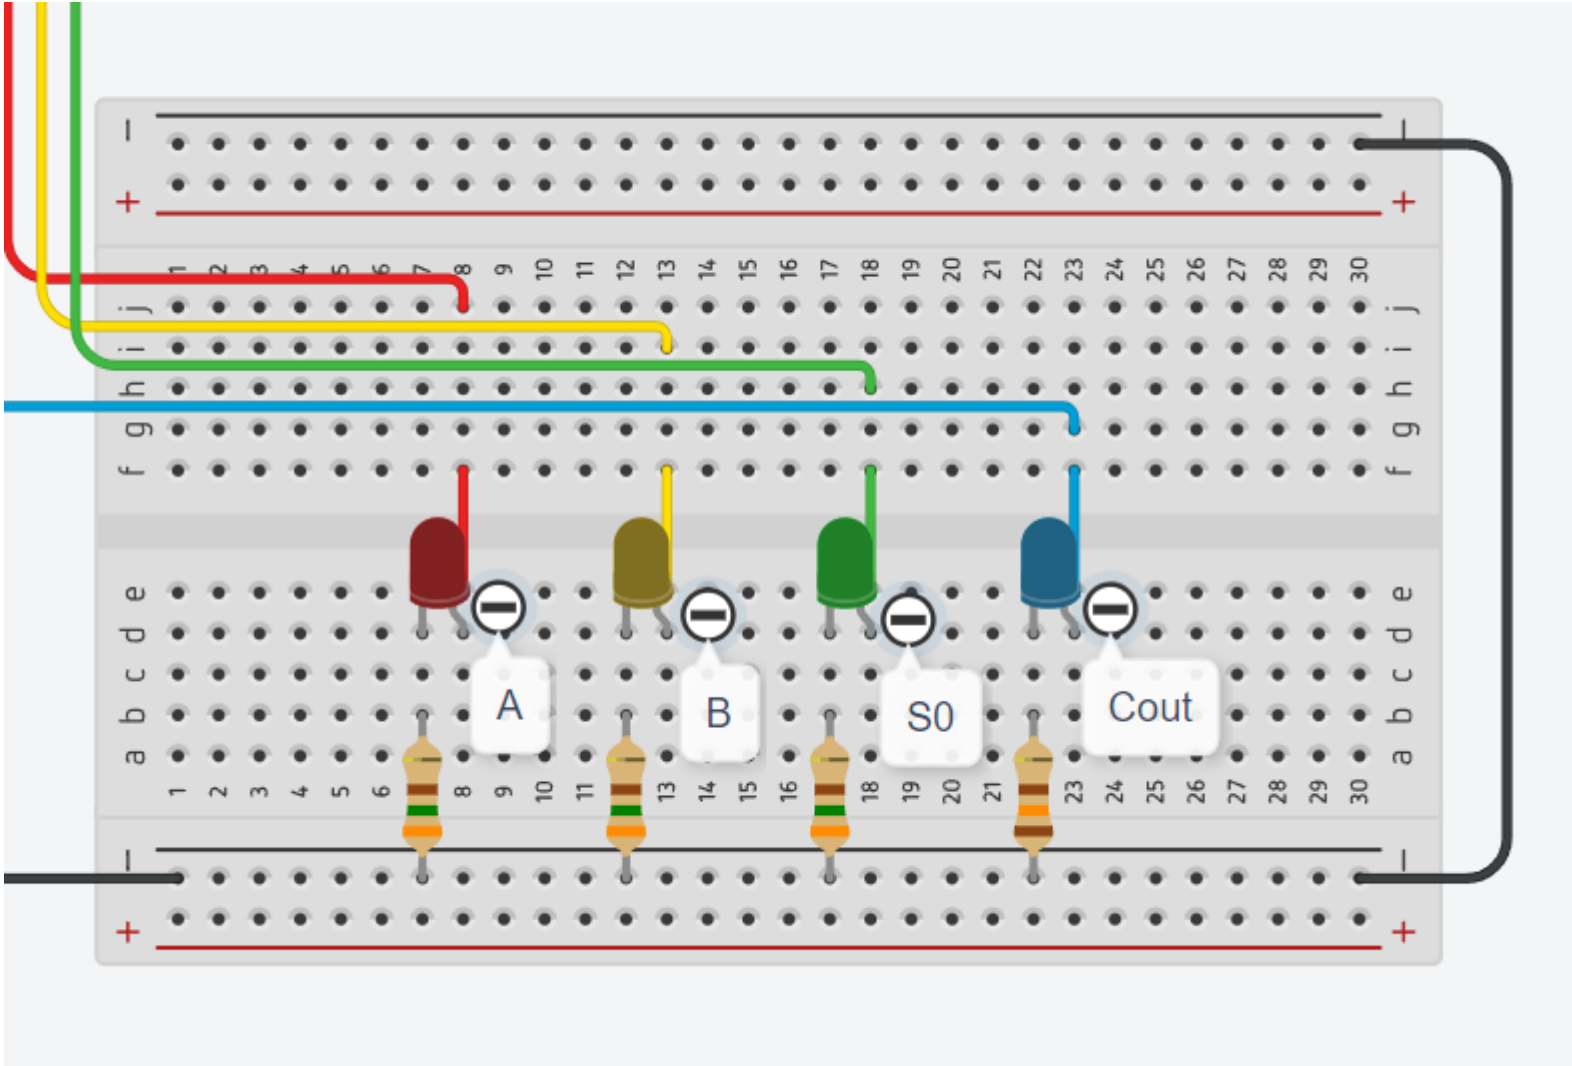 − −
+ +
1 2 3 4 5 6 7 8 9 10 11 12 13 14 15 16 17 18 19 20 21 22 23 24 25 26 27 28 29 30
j j
i i
h h
g g
f f
e e
d d
c c
A B S0 Cout
b b
a a
1 2 3 4 5 6 7 8 9 10 11 12 13 14 15 16 17 18 19 20 21 22 23 24 25 26 27 28 29 30
− −
+ +